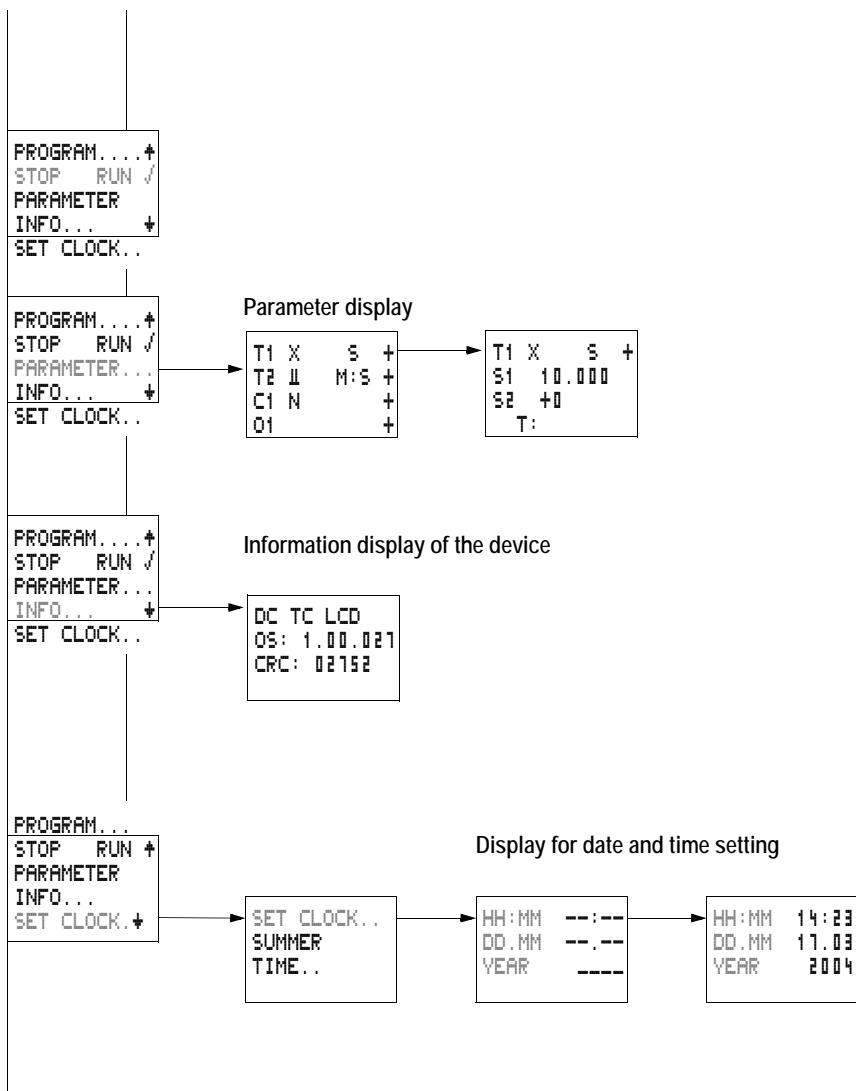 PROGRAM....↑
STOP RUN √
PARAMETER
INFO... ↓
SET CLOCK..
Parameter display
PROGRAM....↑
STOP RUN √
PARAMETER...
INFO... ↓
SET CLOCK..
T1 X S +
T2 ㄫ M:S +
C1 N +
O1 +
T1 X S +
S1 10.000
S2 +0
T:
Information display of the device
PROGRAM....↑
STOP RUN √
PARAMETER...
INFO... ↓
SET CLOCK..
DC TC LCD
OS: 1.00.027
CRC: 02752
PROGRAM...
STOP RUN ↑
PARAMETER
INFO...
SET CLOCK.↓
Display for date and time setting
SET CLOCK..
SUMMER
TIME..
HH:MM --:--
DD.MM --.--
YEAR ____
HH:MM 14:23
DD.MM 17.03
YEAR 2004